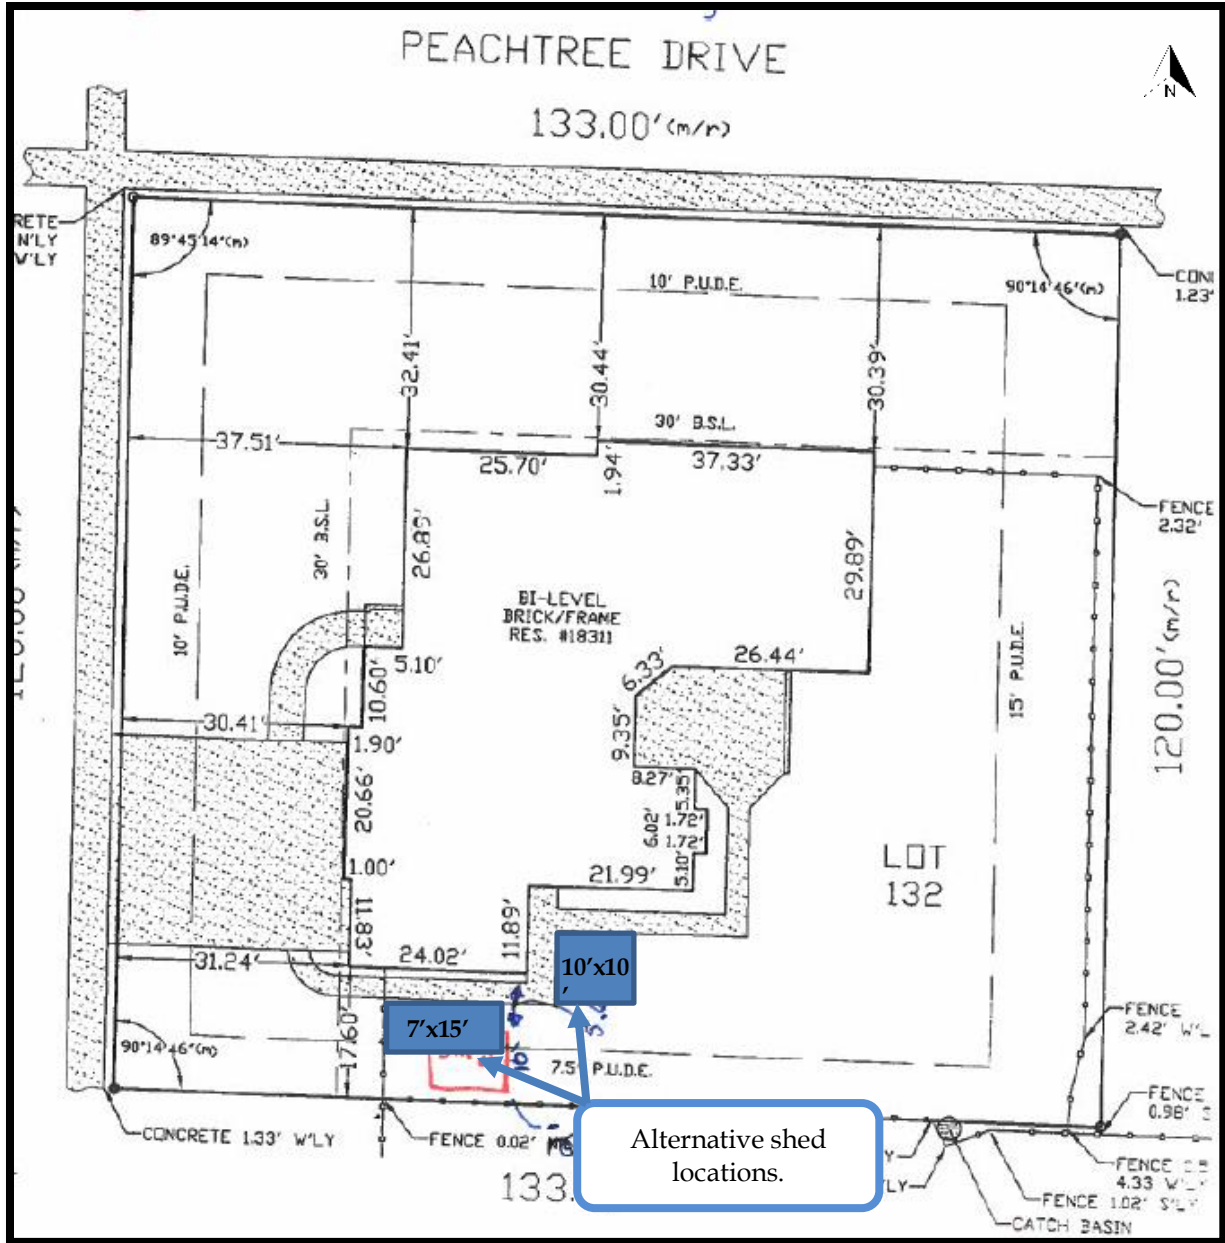 PEACHTREE DRIVE
133.00'(m/r)
N
RETE
N'LY
W'LY
89°45'14"(m)
10' P.U.D.E.
90°14'46"(m)
CON
1.23'
32.41'
30.44'
30.39'
37.51'
30' B.S.L.
25.70'
1.94'
37.33'
FENCE
2.32'
30' B.S.L.
26.89'
29.89'
10' P.U.D.E.
BI-LEVEL
BRICK/FRAME
RES. #18311
5.10'
26.44'
6.33'
15' P.U.D.E.
120.00'(m/r)
10.60'
30.41'
1.90'
9.35'
8.27'
5.35'
20.66'
6.02'
1.72'
1.72'
1.00'
5.10'
21.99'
LOT
132
11.83'
11.89'
24.02'
31.24'
10'x10
'
7'x15'
17.60'
90°14'46"(m)
10'
7.5' P.U.D.E.
FENCE
2.42' W'L
FENCE
0.98' S
CONCRETE 1.33' W'LY
FENCE 0.02'
Alternative shed
locations.
133.
Y
'LY
FENCE
4.33 W'L
FENCE 1.02' S'LY
CATCH BASIN